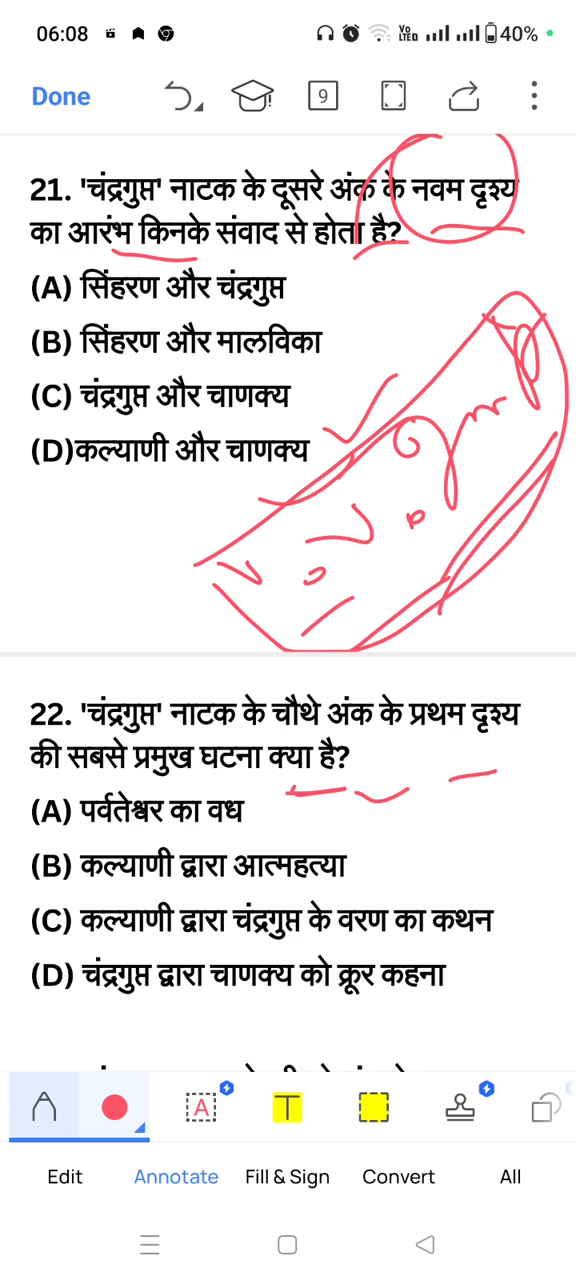 06:08
Vo
LTED
40%
Done
9
21. 'चंद्रगुप्त' नाटक के दूसरे अंक के नवम दृश्य
का आरंभ किनके संवाद से होता है?
(A) सिंहरण और चंद्रगुप्त
(B) सिंहरण और मालविका
(C) चंद्रगुप्त और चाणक्य
(D)कल्याणी और चाणक्य
22. 'चंद्रगुप्त' नाटक के चौथे अंक के प्रथम दृश्य
की सबसे प्रमुख घटना क्या है?
(A) पर्वतेश्वर का वध
(B) कल्याणी द्वारा आत्महत्या
(C) कल्याणी द्वारा चंद्रगुप्त के वरण का कथन
(D) चंद्रगुप्त द्वारा चाणक्य को क्रूर कहना
A T
Edit Annotate Fill & Sign Convert All